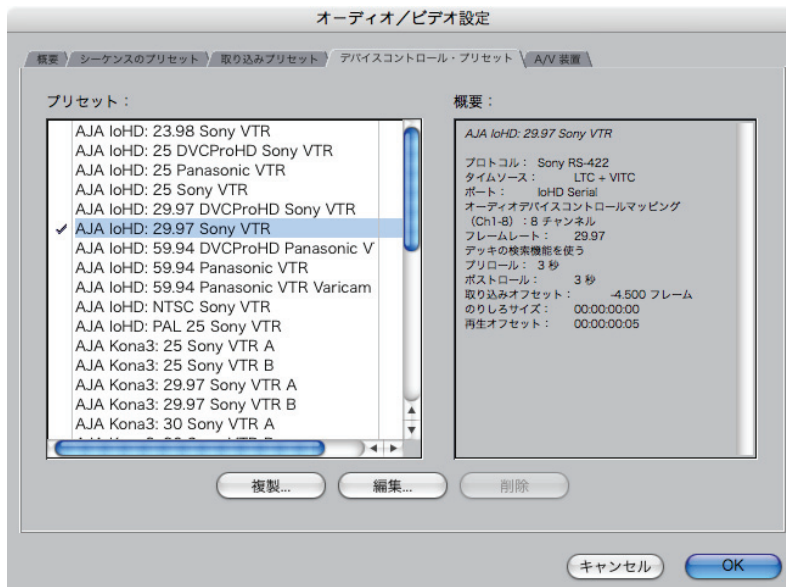 オーディオ／ビデオ設定
概要
シーケンスのプリセット
取り込みプリセット
デバイスコントロール・プリセット
A/V 装置
プリセット：
AJA IoHD: 23.98 Sony VTR
AJA IoHD: 25 DVCProHD Sony VTR
AJA IoHD: 25 Panasonic VTR
AJA IoHD: 25 Sony VTR
AJA IoHD: 29.97 DVCProHD Sony VTR
✓ AJA IoHD: 29.97 Sony VTR
AJA IoHD: 59.94 DVCProHD Panasonic V
AJA IoHD: 59.94 Panasonic VTR
AJA IoHD: 59.94 Panasonic VTR Varicam
AJA IoHD: NTSC Sony VTR
AJA IoHD: PAL 25 Sony VTR
AJA Kona3: 25 Sony VTR A
AJA Kona3: 25 Sony VTR B
AJA Kona3: 29.97 Sony VTR A
AJA Kona3: 29.97 Sony VTR B
AJA Kona3: 30 Sony VTR A
概要：
AJA IoHD: 29.97 Sony VTR
プロトコル： Sony RS-422
タイムソース： LTC + VITC
ポート： IoHD Serial
オーディオデバイスコントロールマッピング
（Ch1-8）：8 チャンネル
フレームレート： 29.97
デッキの検索機能を使う
プリロール： 3 秒
ポストロール： 3 秒
取り込みオフセット： -4.500 フレーム
のりしろサイズ： 00:00:00:00
再生オフセット： 00:00:00:05
複製...
編集...
削除
キャンセル
OK